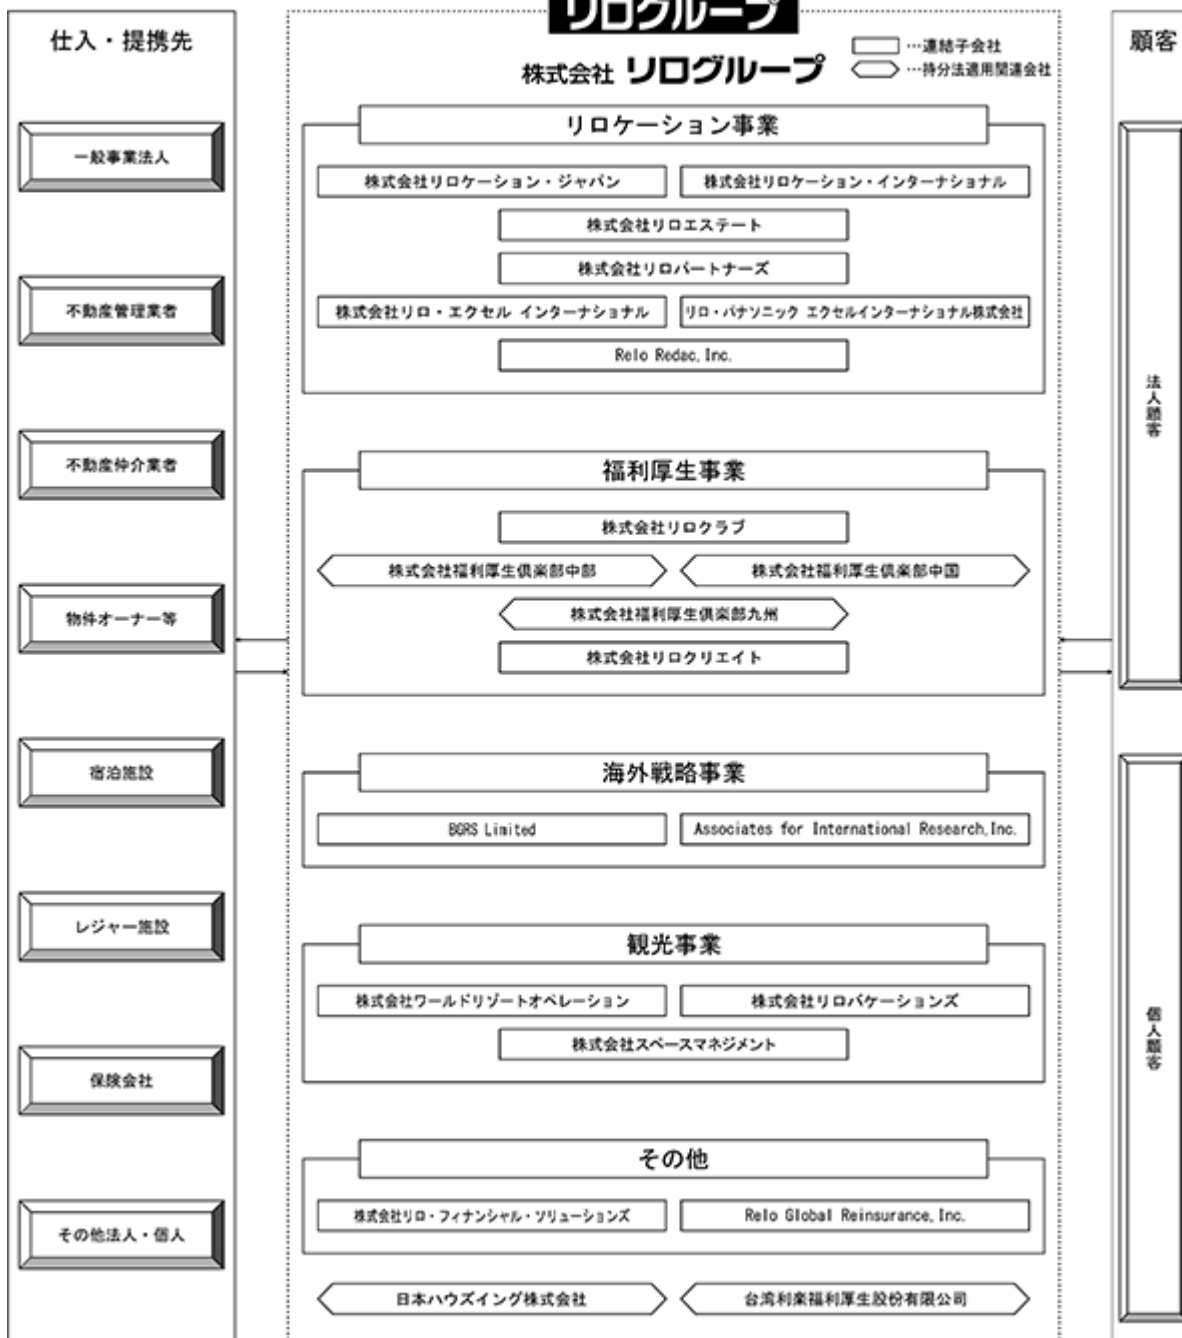 仕入・提携先
一般事業法人
不動産管理業者
不動産仲介業者
物件オーナー等
宿泊施設
レジャー施設
保険会社
その他法人・個人
リログループ
株式会社 リログループ
…連結子会社
…持分法適用関連会社
リロケーション事業
株式会社リロケーション・ジャパン
株式会社リロケーション・インターナショナル
株式会社リロエステート
株式会社リロパートナーズ
株式会社リロ・エクセル インターナショナル
リロ・パナソニック エクセルインターナショナル株式会社
Relo Redac, Inc.
福利厚生事業
株式会社リロクラブ
株式会社福利厚生倶楽部中部
株式会社福利厚生倶楽部中国
株式会社福利厚生倶楽部九州
株式会社リロクリエイト
海外戦略事業
BGRS Limited
Associates for International Research, Inc.
観光事業
株式会社ワールドリゾートオペレーション
株式会社リロバケーションズ
株式会社スペースマネジメント
その他
株式会社リロ・フィナンシャル・ソリューションズ
Relo Global Reinsurance, Inc.
日本ハウズイング株式会社
台湾利楽福利厚生股份有限公司
顧客
法人顧客
個人顧客